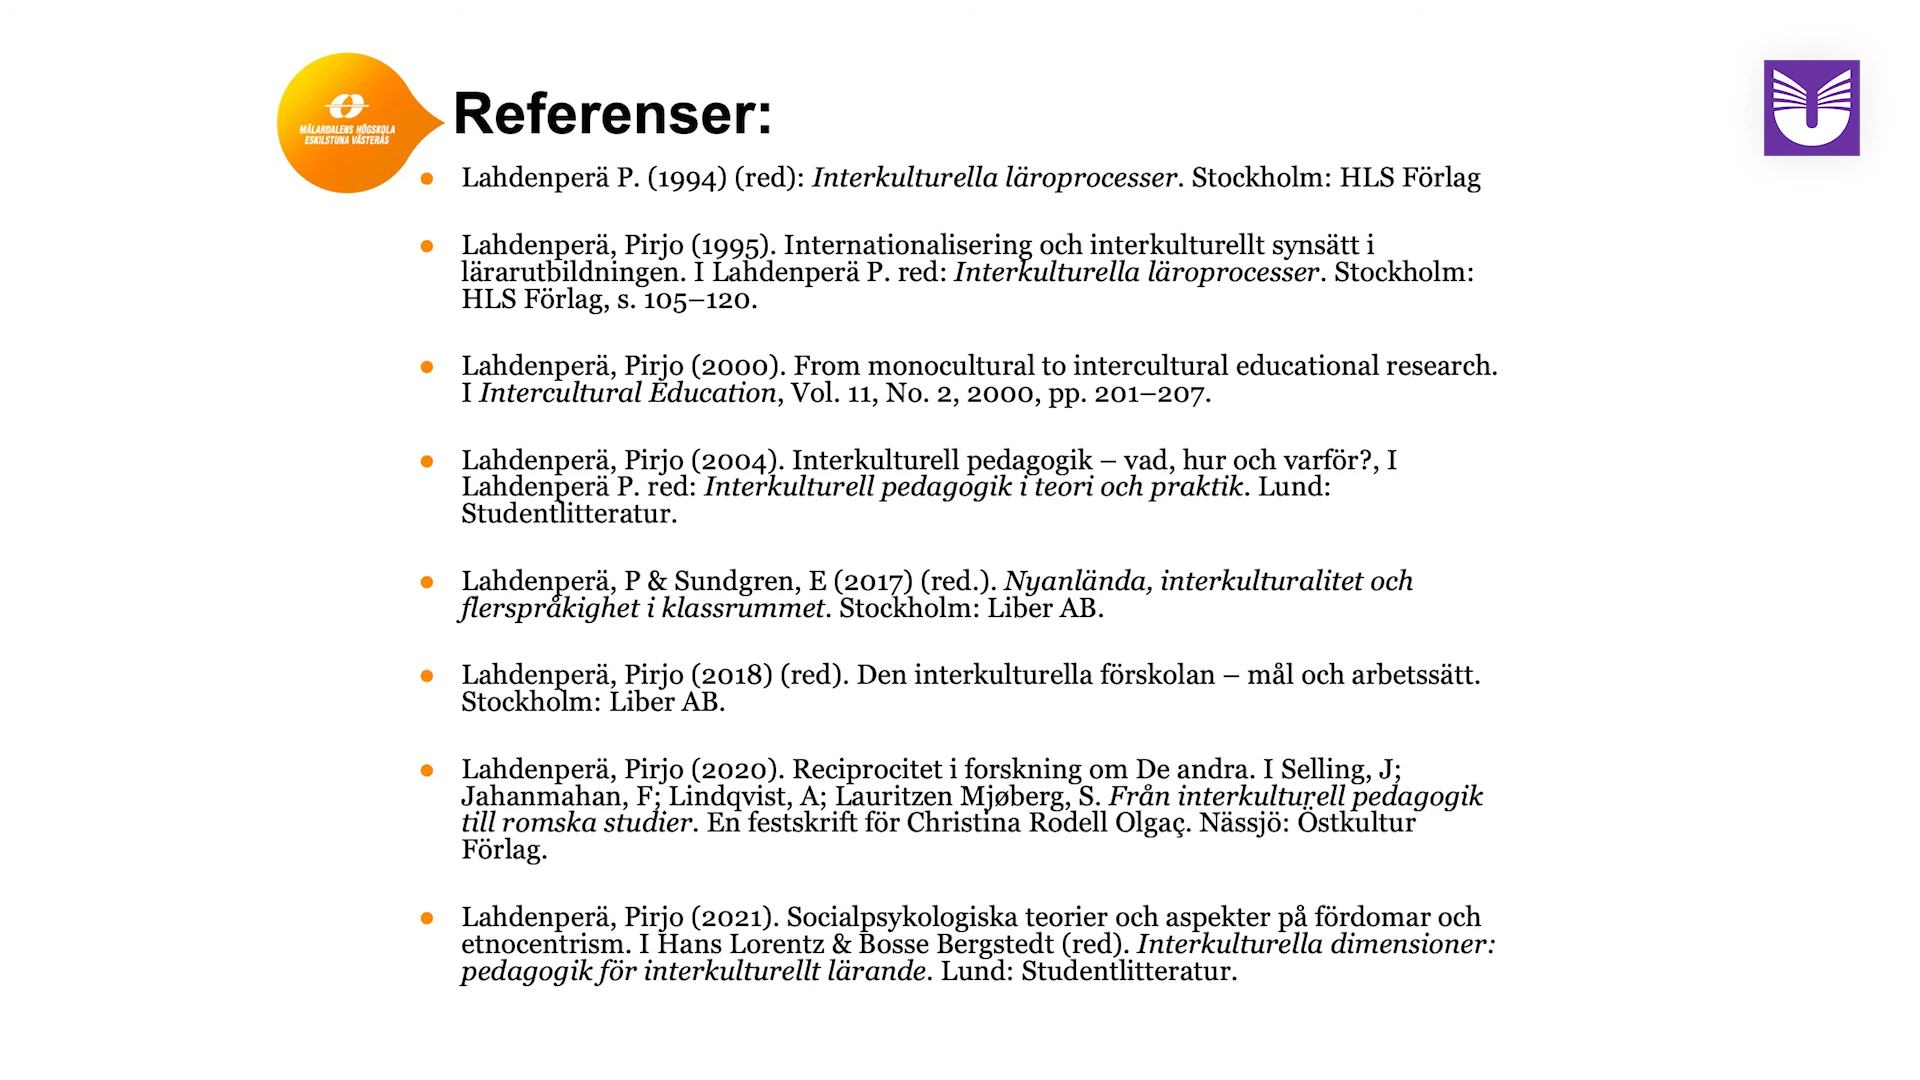 MÄLARDALENS HÖGSKOLA
ESKILSTUNA VÄSTERÅS
Referenser:
Lahdenperä P. (1994) (red): Interkulturella läroprocesser. Stockholm: HLS Förlag
Lahdenperä, Pirjo (1995). Internationalisering och interkulturellt synsätt i
lärarutbildningen. I Lahdenperä P. red: Interkulturella läroprocesser. Stockholm:
HLS Förlag, s. 105–120.
Lahdenperä, Pirjo (2000). From monocultural to intercultural educational research.
I Intercultural Education, Vol. 11, No. 2, 2000, pp. 201–207.
Lahdenperä, Pirjo (2004). Interkulturell pedagogik – vad, hur och varför?, I
Lahdenperä P. red: Interkulturell pedagogik i teori och praktik. Lund:
Studentlitteratur.
Lahdenperä, P & Sundgren, E (2017) (red.). Nyanlända, interkulturalitet och
flerspråkighet i klassrummet. Stockholm: Liber AB.
Lahdenperä, Pirjo (2018) (red). Den interkulturella förskolan – mål och arbetssätt.
Stockholm: Liber AB.
Lahdenperä, Pirjo (2020). Reciprocitet i forskning om De andra. I Selling, J;
Jahanmahan, F; Lindqvist, A; Lauritzen Mjøberg, S. Från interkulturell pedagogik
till romska studier. En festskrift för Christina Rodell Olgaç. Nässjö: Östkultur
Förlag.
Lahdenperä, Pirjo (2021). Socialpsykologiska teorier och aspekter på fördomar och
etnocentrism. I Hans Lorentz & Bosse Bergstedt (red). Interkulturella dimensioner:
pedagogik för interkulturellt lärande. Lund: Studentlitteratur.